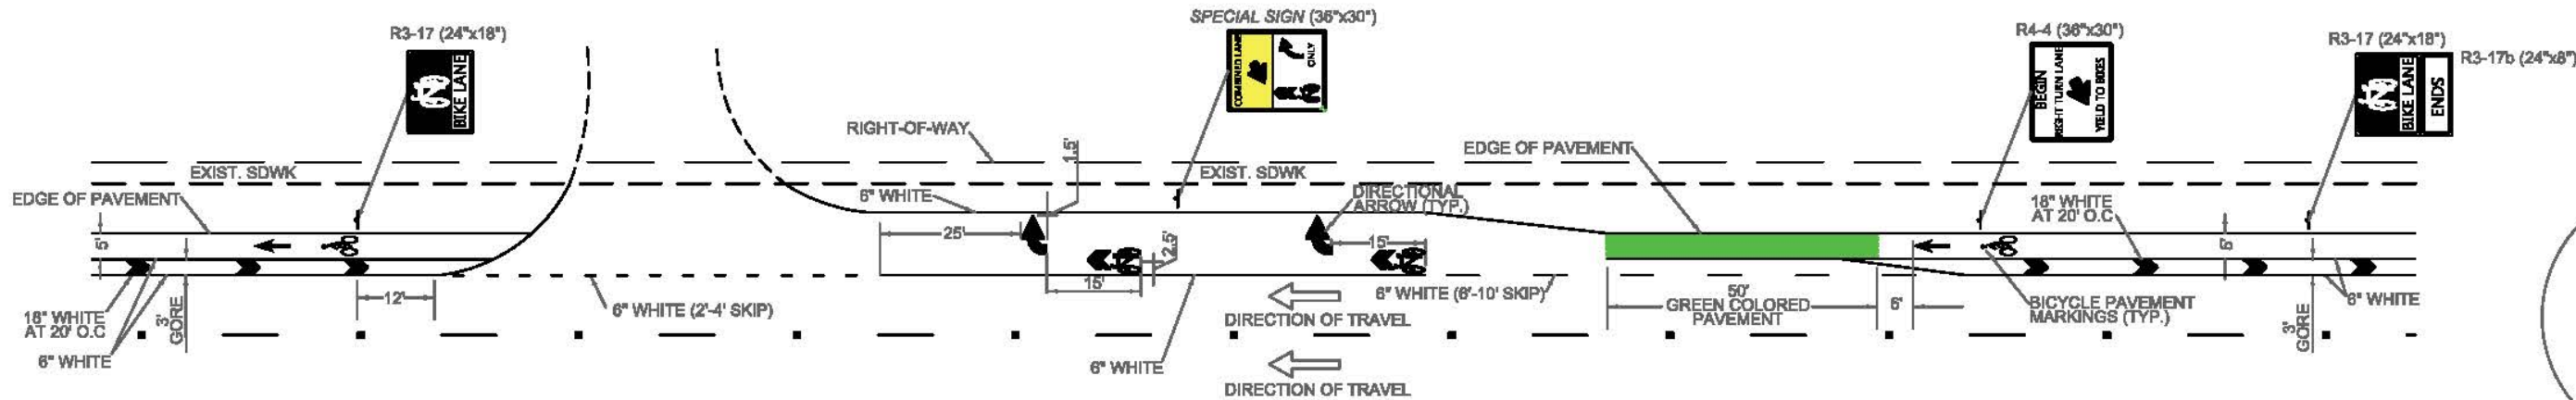 R3-17 (24"x18")
BIKE LANE
SPECIAL SIGN (36"x30")
COMBINED LANE
ONLY
R4-4 (36"x30")
BEGIN
RIGHT TURN LANE
YIELD TO BIKES
R3-17 (24"x18")
R3-17b (24"x8")
BIKE LANE
ENDS
RIGHT-OF-WAY
EXIST. SDWK
EDGE OF PAVEMENT
5'
18" WHITE
AT 20' O.C
6" WHITE
3'
GORE
12'
6" WHITE (2'-4' SKIP)
6" WHITE
25'
1.5'
EXIST. SDWK
DIRECTIONAL
ARROW (TYP.)
15'
2.5'
15'
6" WHITE
DIRECTION OF TRAVEL
DIRECTION OF TRAVEL
6" WHITE (6'-10' SKIP)
EDGE OF PAVEMENT
50'
GREEN COLORED
PAVEMENT
6'
BICYCLE PAVEMENT
MARKINGS (TYP.)
18" WHITE
AT 20' O.C
3'
GORE
6" WHITE